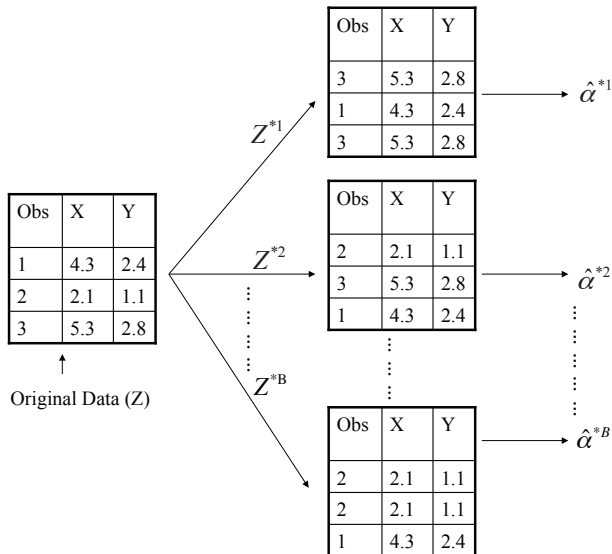 Obs X Y
3 5.3 2.8
1 4.3 2.4
3 5.3 2.8
Z*1
α̂*1
Obs X Y
1 4.3 2.4
2 2.1 1.1
3 5.3 2.8
Original Data (Z)
Z*2
Obs X Y
2 2.1 1.1
3 5.3 2.8
1 4.3 2.4
α̂*2
Z*B
Obs X Y
2 2.1 1.1
2 2.1 1.1
1 4.3 2.4
α̂*B